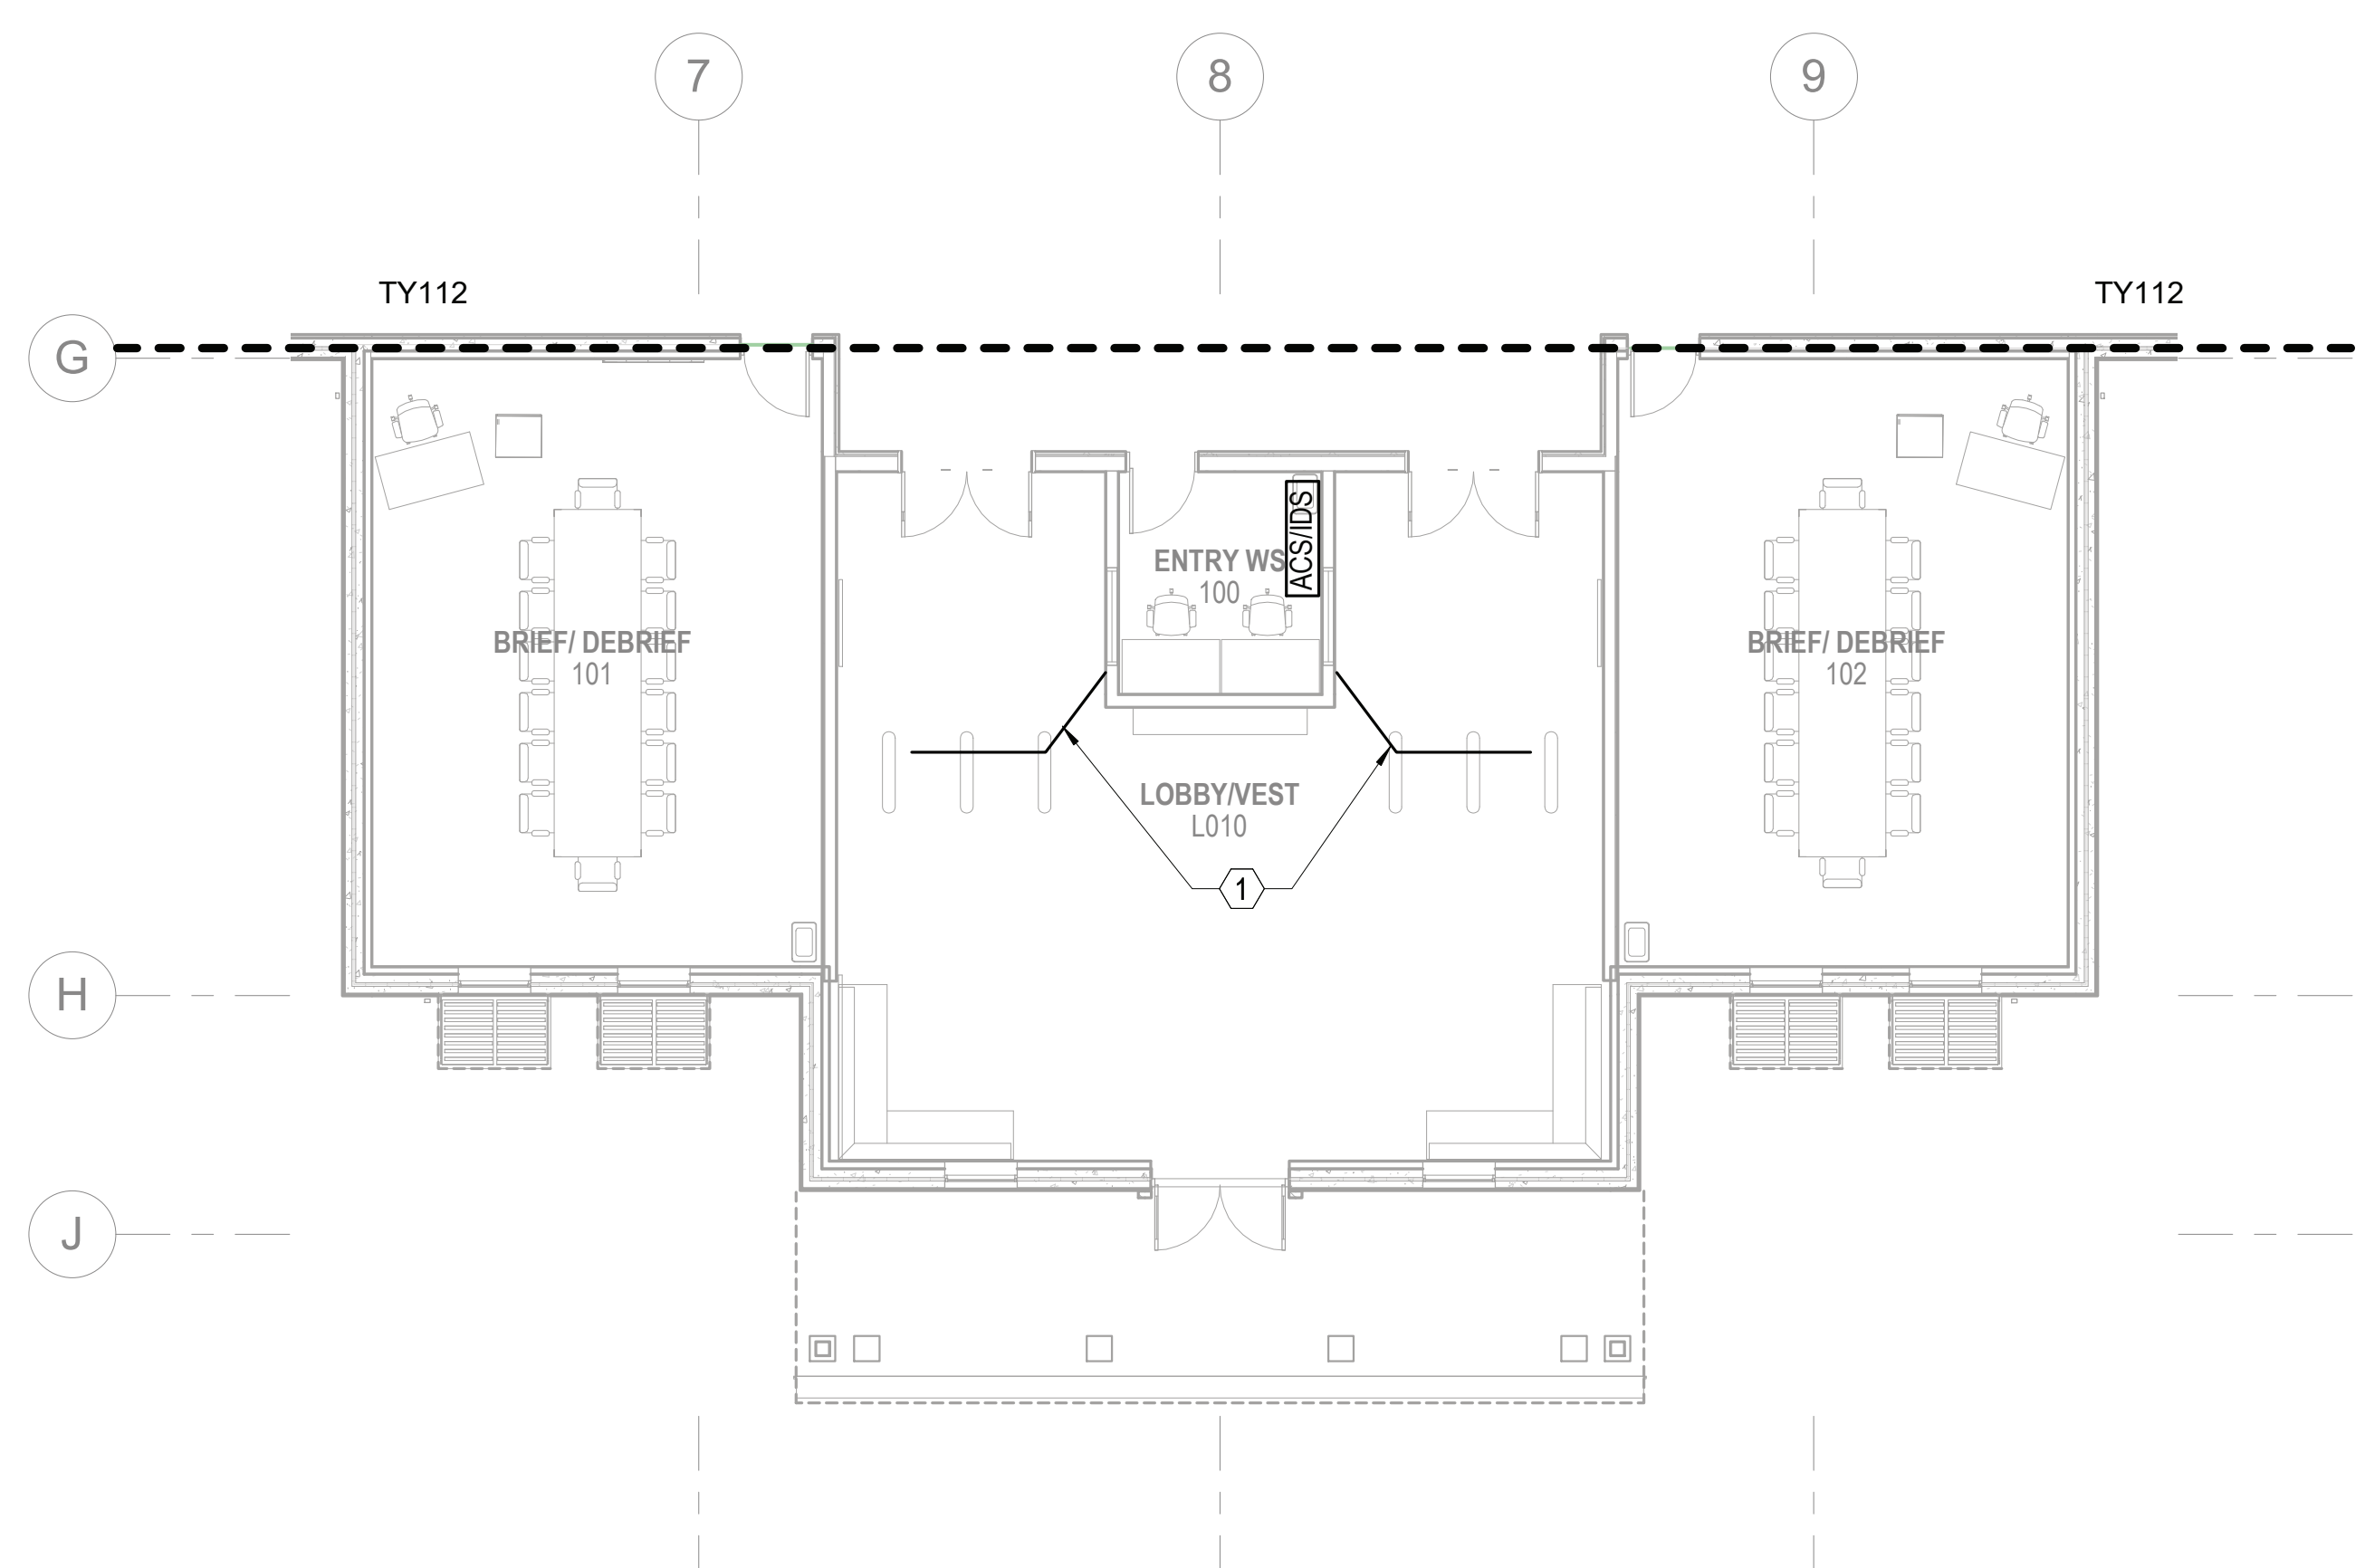 7
8
9
TY112
TY112
G
ENTRY WS
100
ACS/IDS
BRIEF/ DEBRIEF
101
BRIEF/ DEBRIEF
102
LOBBY/VEST
L010
1
H
J